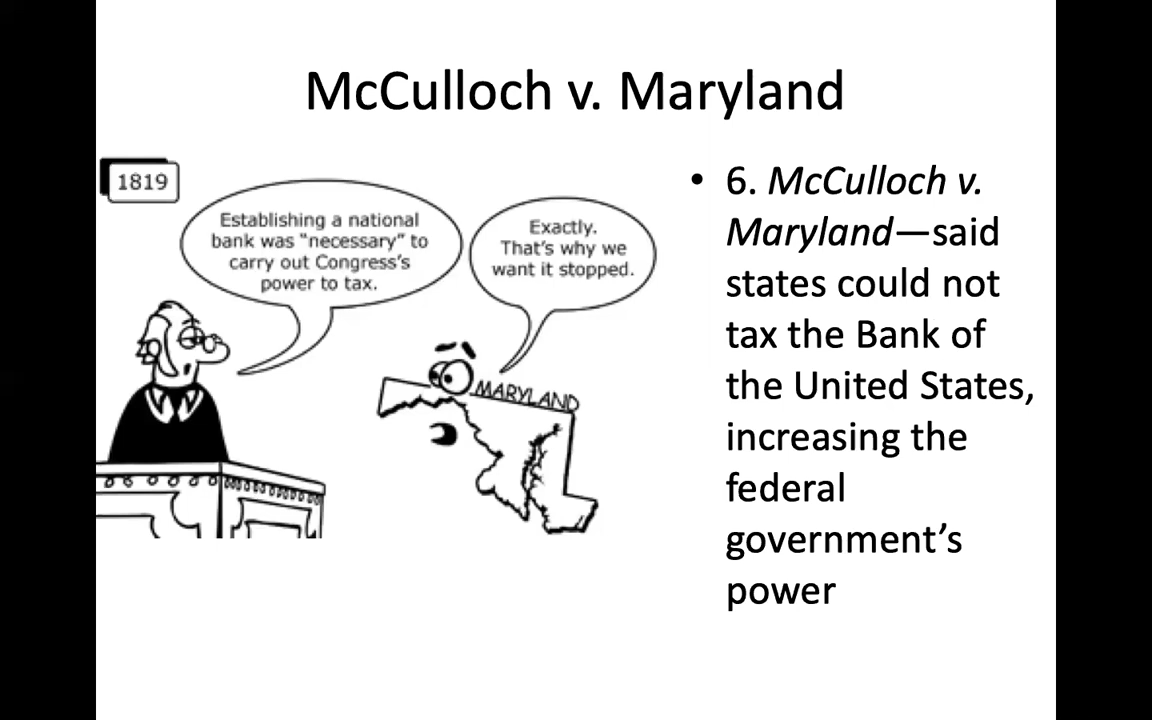 McCulloch v. Maryland
1819
Establishing a national
bank was “necessary” to
carry out Congress’s
power to tax.
Exactly.
That’s why we
want it stopped.
MARYLAND
• 6. McCulloch v.
Maryland—said
states could not
tax the Bank of
the United States,
increasing the
federal
government’s
power